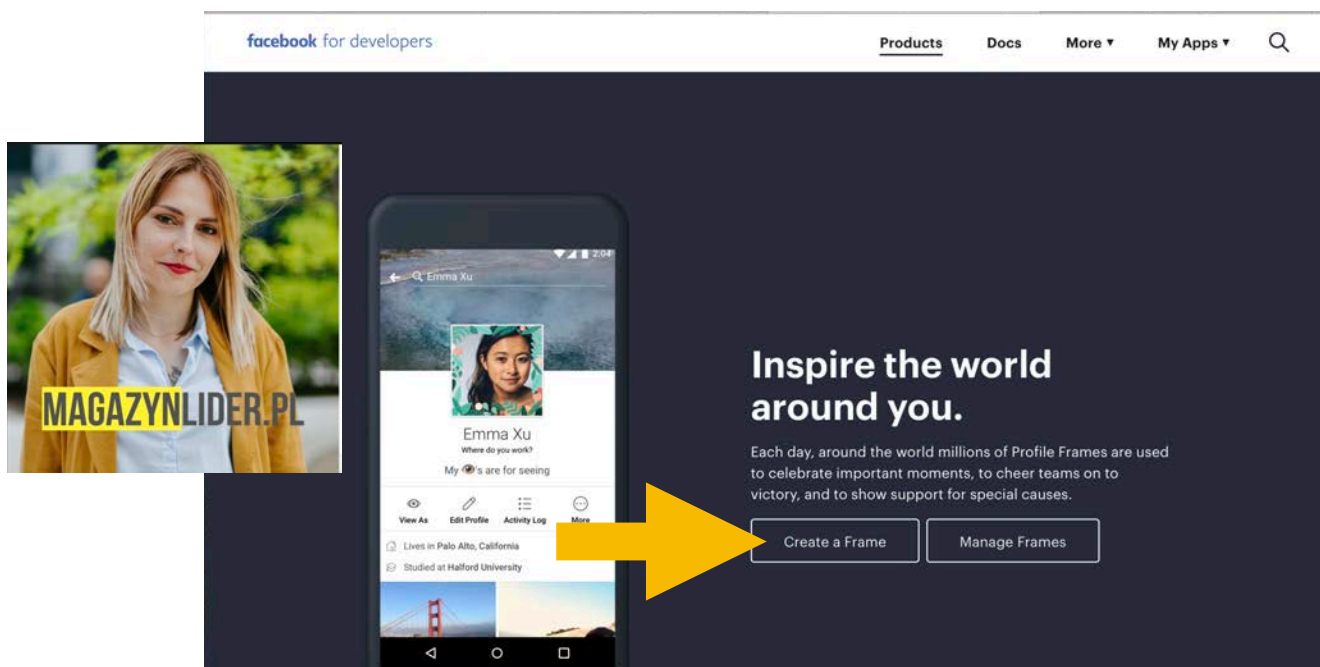 facebook for developers
Products
Docs
More ▼
My Apps ▼
MAGAZYNLIDER.PL
2:04
Emma Xu
Emma Xu
Where do you work?
My 👁's are for seeing
View As
Edit Profile
Activity Log
More
Lives in Palo Alto, California
Studied at Halford University
Inspire the world
around you.
Each day, around the world millions of Profile Frames are used
to celebrate important moments, to cheer teams on to
victory, and to show support for special causes.
Create a Frame
Manage Frames